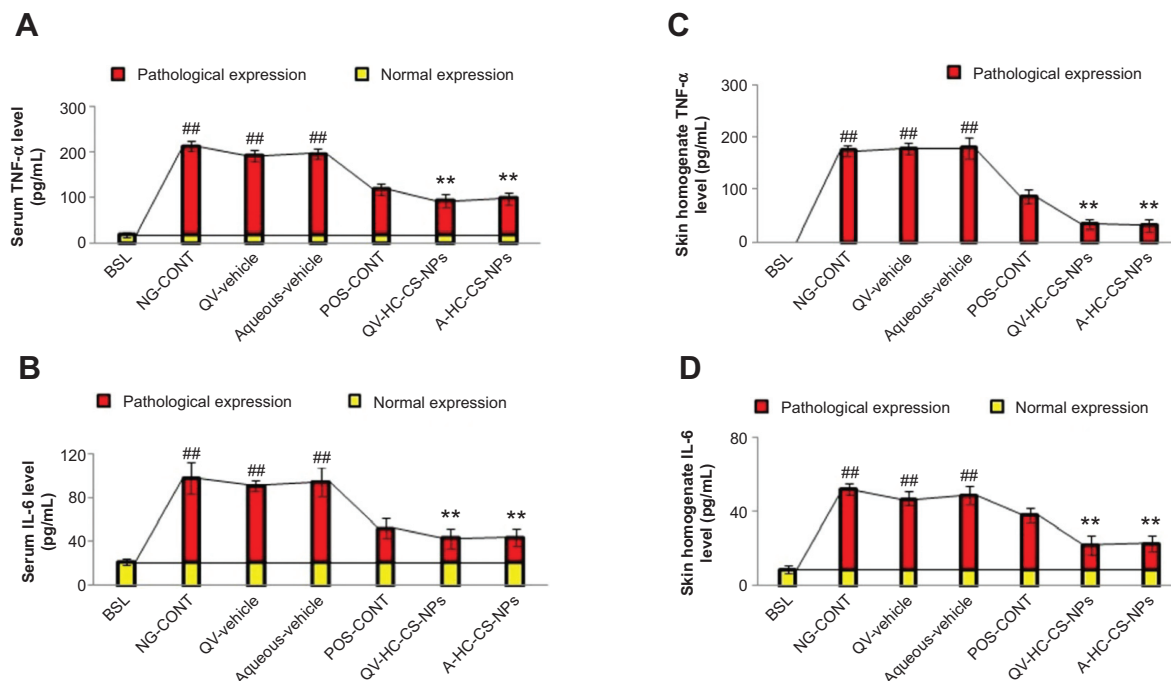 A
Pathological expression Normal expression
Serum TNF-α level
(pg/mL)
300
200
100
0
## ## ## ** **
BSL
NG-CONT
QV-vehicle
Aqueous-vehicle
POS-CONT
QV-HC-CS-NPs
A-HC-CS-NPs
B
Pathological expression Normal expression
Serum IL-6 level
(pg/mL)
120
80
40
0
## ## ## ** **
BSL
NG-CONT
QV-vehicle
Aqueous-vehicle
POS-CONT
QV-HC-CS-NPs
A-HC-CS-NPs
C
Pathological expression
Skin homogenate TNF-α
level (pg/mL)
300
200
100
0
## ## ## ** **
BSL
NG-CONT
QV-vehicle
Aqueous-vehicle
POS-CONT
QV-HC-CS-NPs
A-HC-CS-NPs
D
Pathological expression Normal expression
Skin homogenate IL-6
level (pg/mL)
80
40
0
## ## ## ** **
BSL
NG-CONT
QV-vehicle
Aqueous-vehicle
POS-CONT
QV-HC-CS-NPs
A-HC-CS-NPs